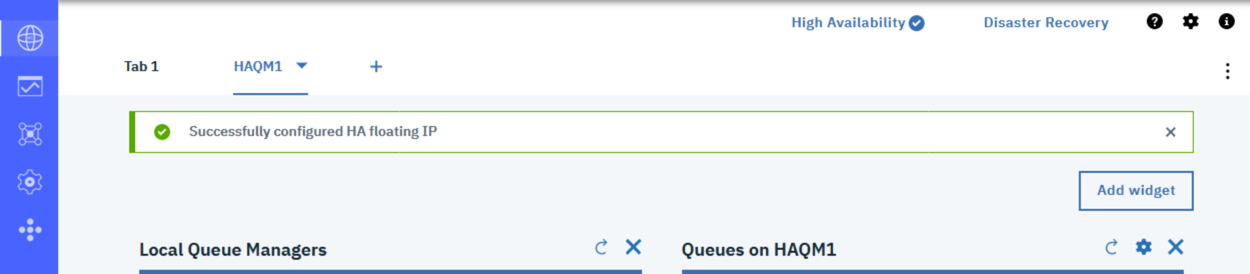 High Availability
Disaster Recovery
Tab 1
HAQM1
Successfully configured HA floating IP
Add widget
Local Queue Managers
Queues on HAQM1